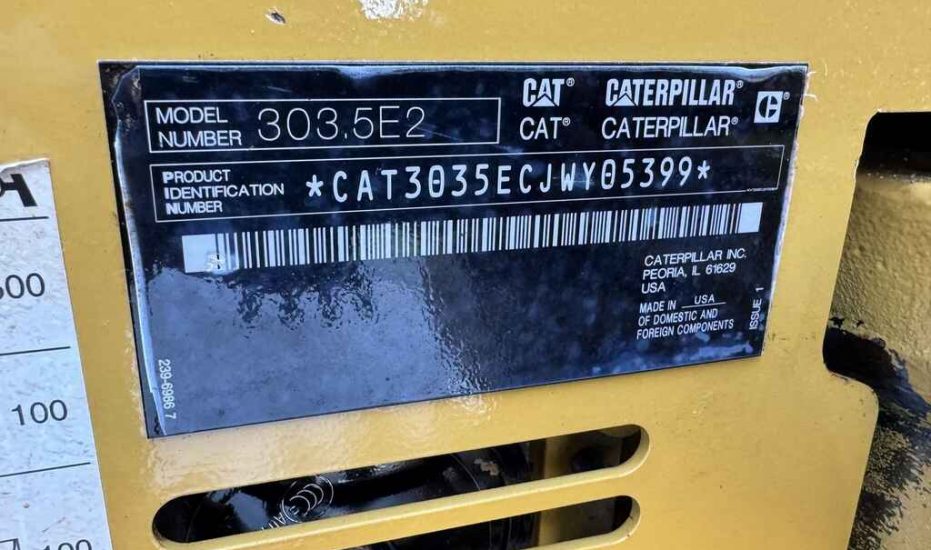 CAT® CATERPILLAR®
CAT® CATERPILLAR®
MODEL
NUMBER 303.5E2
PRODUCT
IDENTIFICATION
NUMBER *CAT3035ECJWY05399*
CATERPILLAR INC.
PEORIA, IL 61629
USA
MADE IN USA
OF DOMESTIC AND
FOREIGN COMPONENTS
ISSUE 1
239-6986 7
100
100